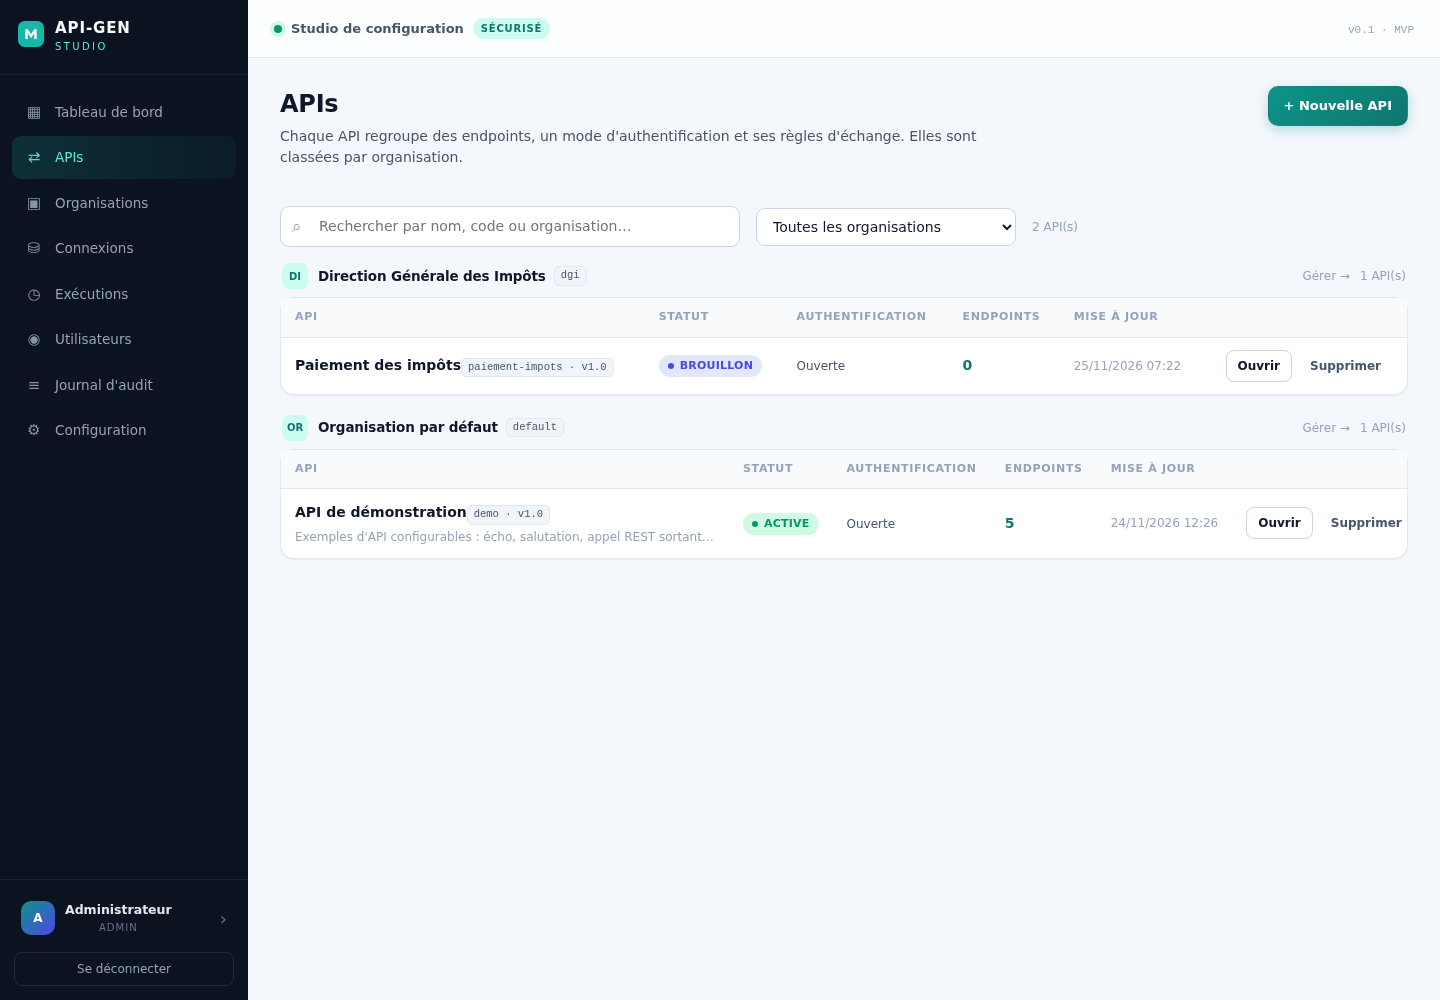 M API-GEN
STUDIO
Tableau de bord
APIs
Organisations
Connexions
Exécutions
Utilisateurs
Journal d'audit
Configuration
A Administrateur
ADMIN
Se déconnecter
Studio de configuration SÉCURISÉ
v0.1 · MVP
APIs
+ Nouvelle API
Chaque API regroupe des endpoints, un mode d'authentification et ses règles d'échange. Elles sont
classées par organisation.
Rechercher par nom, code ou organisation… Toutes les organisations 2 API(s)
DI Direction Générale des Impôts dgi Gérer → 1 API(s)
API STATUT AUTHENTIFICATION ENDPOINTS MISE À JOUR
Paiement des impôts paiement-impots · v1.0 BROUILLON Ouverte 0 25/11/2026 07:22 Ouvrir Supprimer
OR Organisation par défaut default Gérer → 1 API(s)
API STATUT AUTHENTIFICATION ENDPOINTS MISE À JOUR
API de démonstration demo · v1.0 ACTIVE Ouverte 5 24/11/2026 12:26 Ouvrir Supprimer
Exemples d'API configurables : écho, salutation, appel REST sortant…